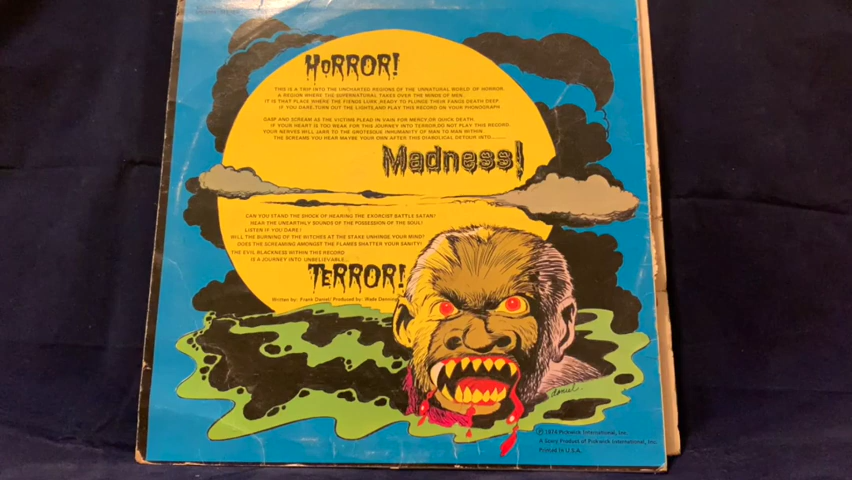 HORROR!
THIS IS A TRIP INTO THE UNCHARTED REGIONS OF THE UNNATURAL WORLD OF HORROR
A REGION WHERE THE SUPERNATURAL TAKES OVER THE MINDS OF MEN.
IT IS THAT PLACE WHERE THE FIENDS LURK, READY TO PLUNGE THEIR FANGS DEATH DEEP.
IF YOU DARE, TURN OUT THE LIGHTS, AND PLAY THIS RECORD ON YOUR PHONOGRAPH.
GASP AND SCREAM AS THE VICTIMS PLEAD IN VAIN FOR MERCY, OR QUICK DEATH.
IF YOUR HEART IS TOO WEAK FOR THIS JOURNEY INTO TERROR, DO NOT PLAY THIS RECORD.
YOUR NERVES WILL JARR TO THE GROTESQUE INHUMANITY OF MAN TO MAN WITHIN.
THE SCREAMS YOU HEAR MAYBE YOUR OWN AFTER THIS DIABOLICAL DETOUR INTO........
Madness!
CAN YOU STAND THE SHOCK OF HEARING THE EXORCIST BATTLE SATAN?
HEAR THE UNEARTHLY SOUNDS OF THE POSSESSION OF THE SOUL!
LISTEN IF YOU DARE!
WILL THE BURNING OF THE WITCHES AT THE STAKE UNHINGE YOUR MIND?
DOES THE SCREAMING AMONGST THE FLAMES SHATTER YOUR SANITY?
THE EVIL BLACKNESS WITHIN THIS RECORD
IS A JOURNEY INTO UNBELIEVABLE...
TERROR!
Written by: Frank Daniel/ Produced by: Wade Denning
daniel
Ⓟ 1974 Pickwick International, Inc.
A Sony Product of Pickwick International, Inc.
Printed in U.S.A.